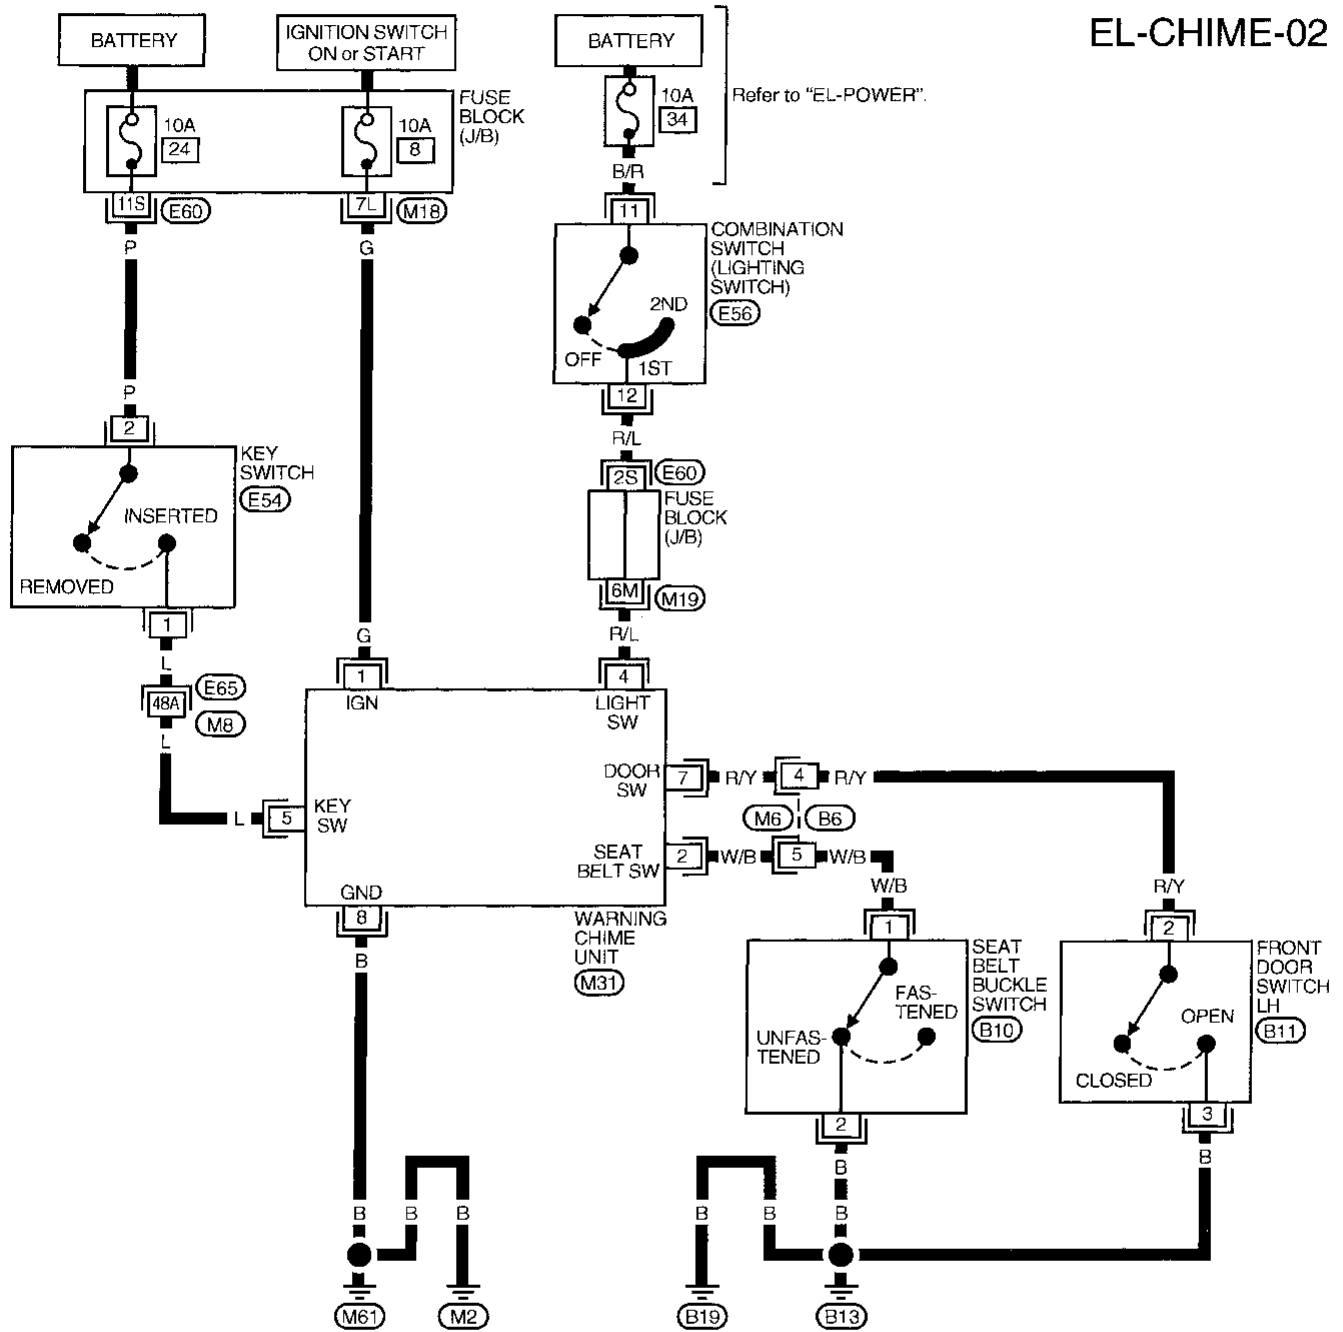 EL-CHIME-02
BATTERY
IGNITION SWITCH
ON or START
BATTERY
Refer to "EL-POWER".
10A
24
10A
8
FUSE
BLOCK
(J/B)
10A
34
B/R
11S
E60
7L
M18
11
P
G
COMBINATION
SWITCH
(LIGHTING
SWITCH)
E56
2ND
OFF
1ST
P
12
R/L
2
KEY
SWITCH
E54
2S
E60
FUSE
BLOCK
(J/B)
INSERTED
REMOVED
6M
M19
1
G
R/L
L
1
4
48A
E65
M8
IGN
LIGHT
SW
L
DOOR
SW
7
R/Y
4
R/Y
L
5
KEY
SW
M6
B6
SEAT
BELT SW
2
W/B
5
W/B
W/B
R/Y
GND
8
WARNING
CHIME
UNIT
M31
B
1
SEAT
BELT
BUCKLE
SWITCH
B10
2
FRONT
DOOR
SWITCH
LH
B11
FAS-
TENED
UNFAS-
TENED
OPEN
CLOSED
2
3
B
B
B
B
B
B
B
B
M61
M2
B19
B13